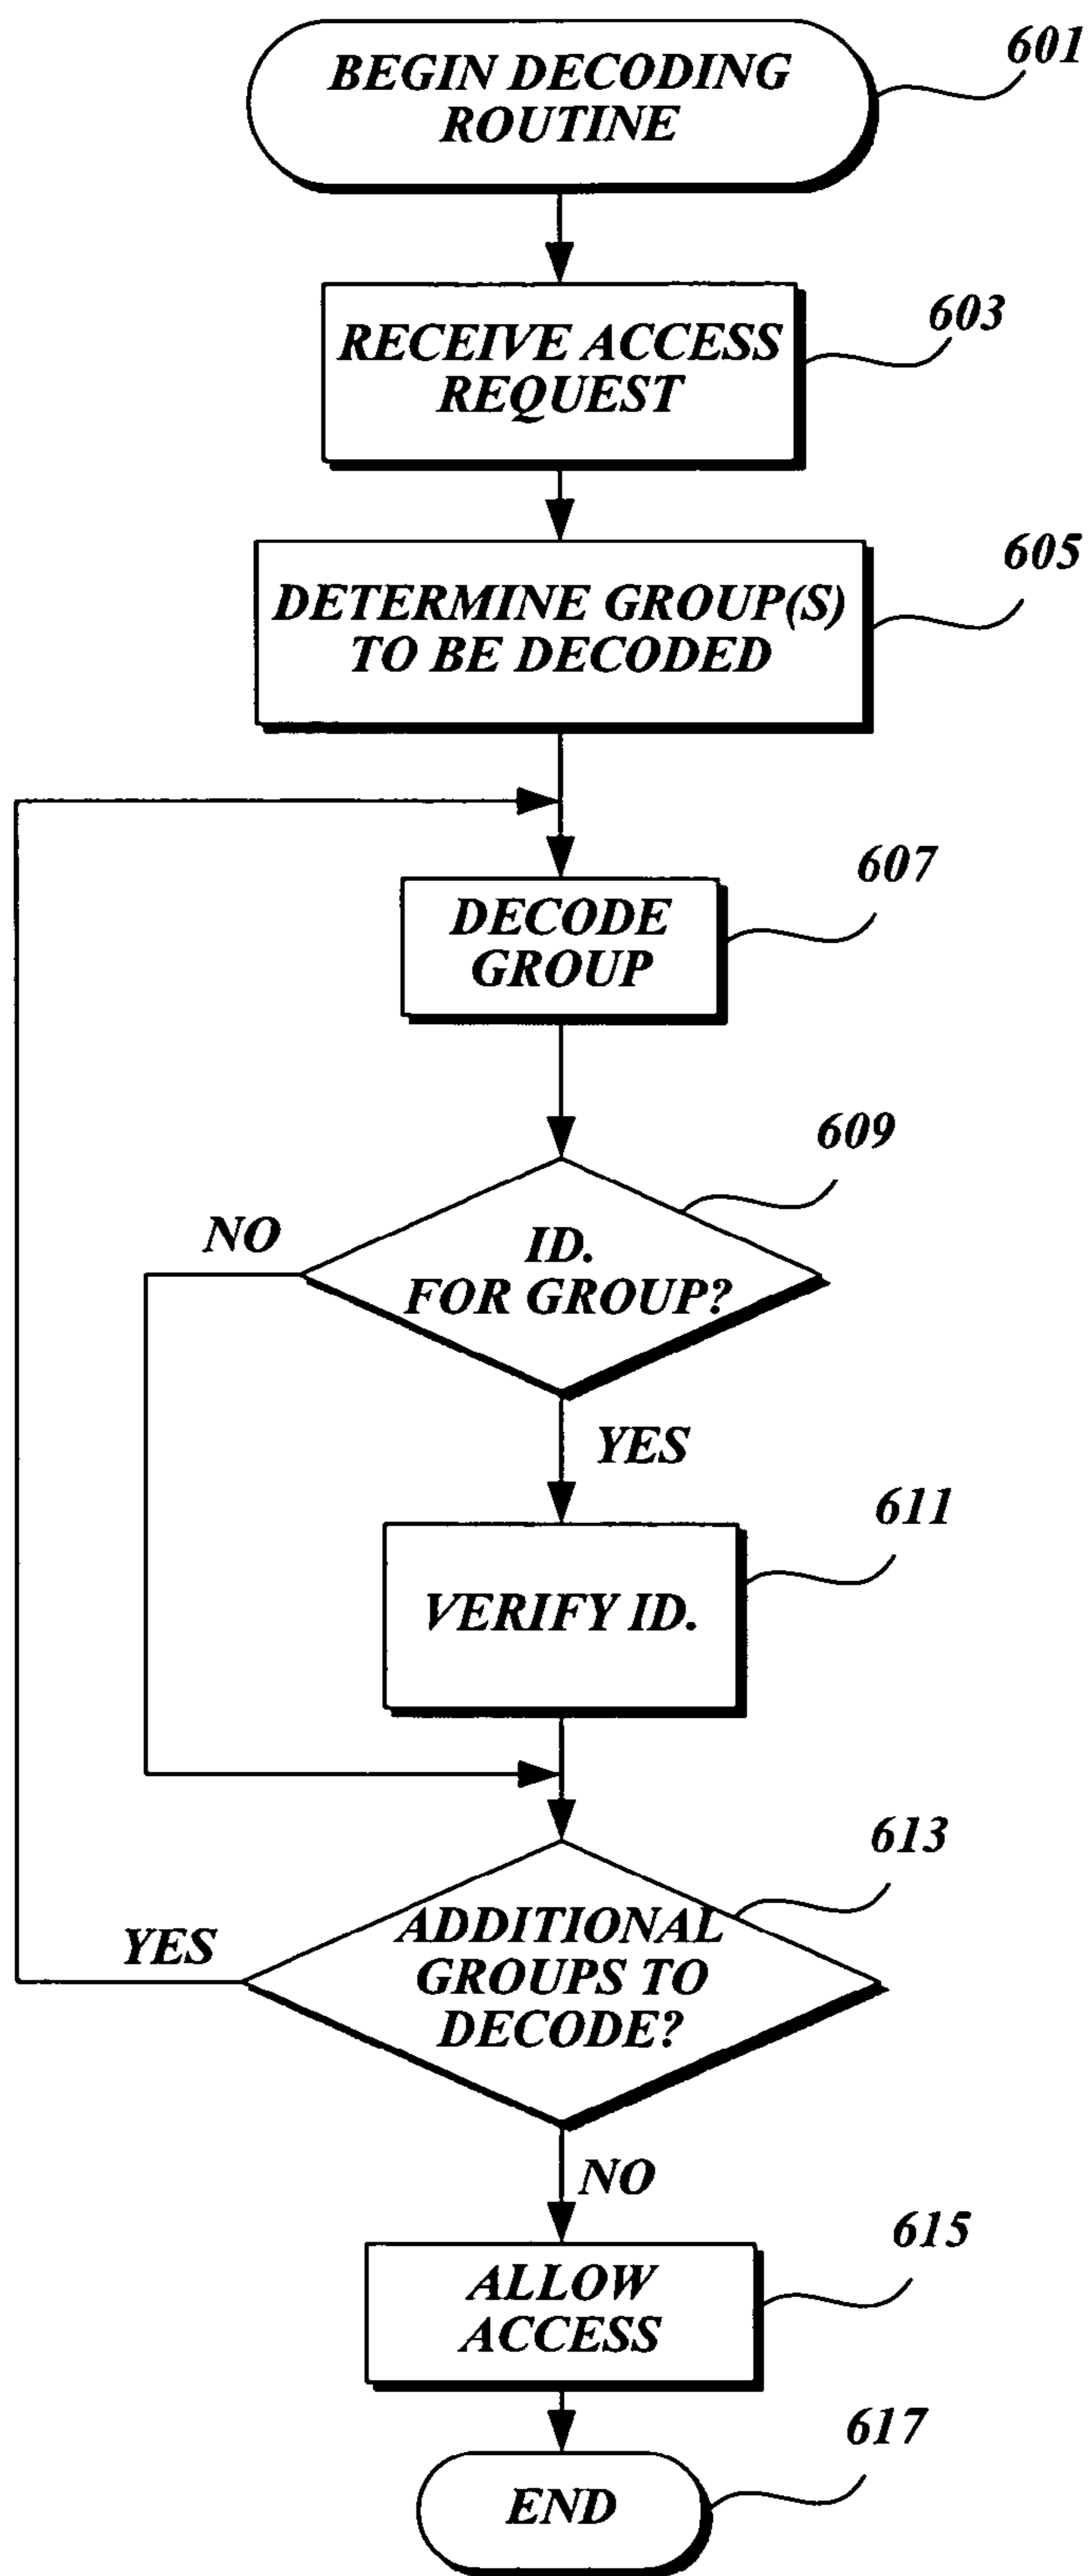 BEGIN DECODING
ROUTINE
601
RECEIVE ACCESS
REQUEST
603
DETERMINE GROUP(S)
TO BE DECODED
605
DECODE
GROUP
607
ID.
FOR GROUP?
609
NO
YES
VERIFY ID.
611
ADDITIONAL
GROUPS TO
DECODE?
613
YES
NO
ALLOW
ACCESS
615
END
617